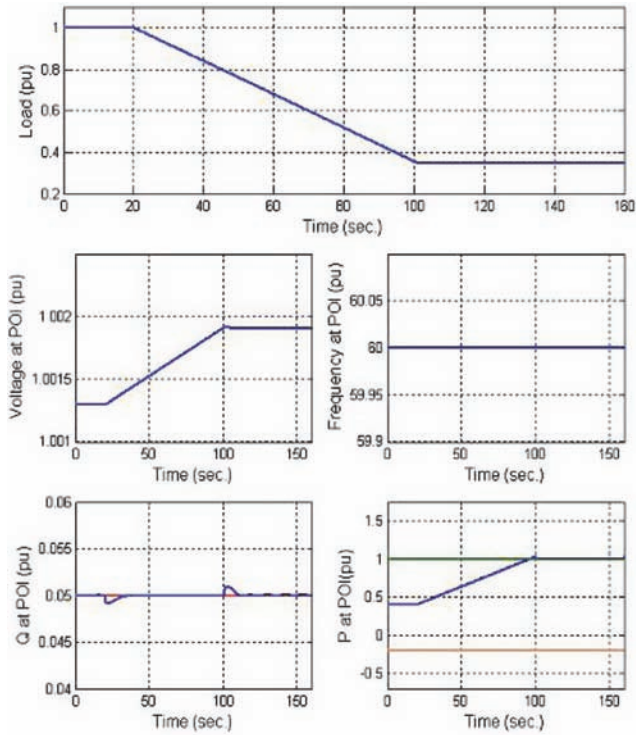 1
0.8
0.6
0.4
0.2
Load (pu)
0 20 40 60 80 100 120 140 160
Time (sec.)
1.002
1.0015
1.001
Voltage at POI (pu)
0 50 100 150
Time (sec.)
60.05
60
59.95
59.9
Frequency at POI (pu)
0 50 100 150
Time (sec.)
0.06
0.055
0.05
0.045
0.04
Q at POI (pu)
0 50 100 150
Time (sec.)
1.5
1
0.5
0
-0.5
P at POI(pu)
0 50 100 150
Time (sec.)